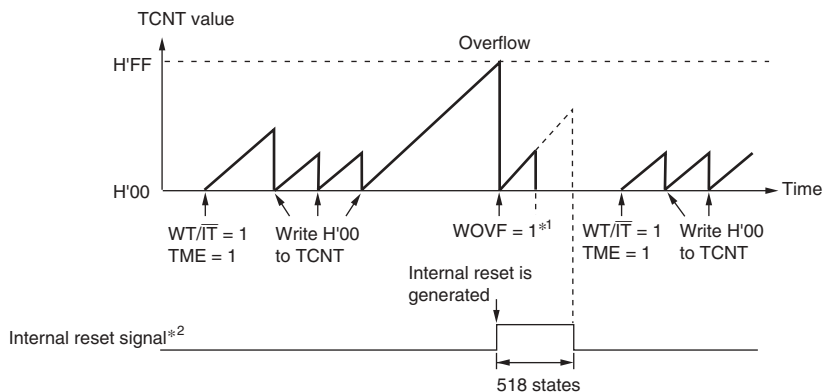 TCNT value
Overflow
H'FF
H'00
Time
WT/IT = 1
TME = 1
Write H'00
to TCNT
WOVF = 1*1
WT/IT = 1
TME = 1
Write H'00
to TCNT
Internal reset is
generated
Internal reset signal*2
518 states